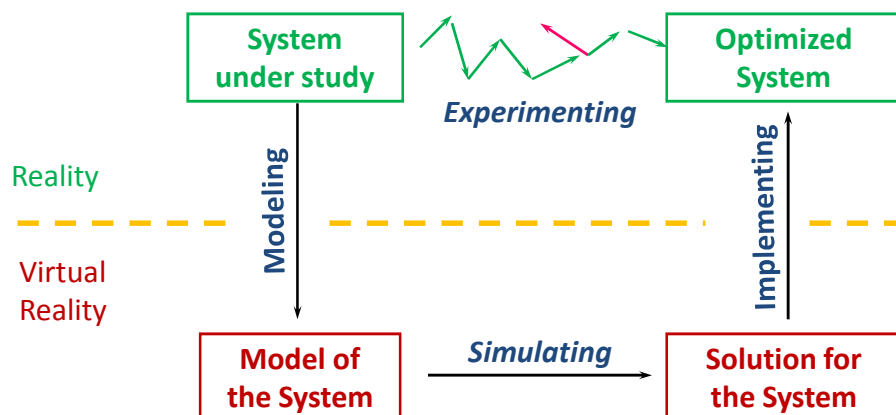 System
under study
Optimized
System
Experimenting
Modeling
Implementing
Reality
Virtual
Reality
Model of
the System
Simulating
Solution for
the System